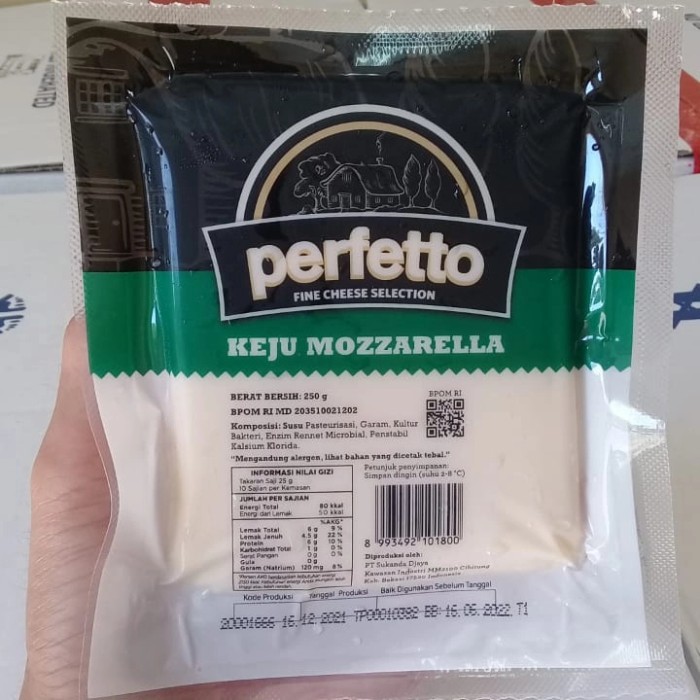 perfetto
FINE CHEESE SELECTION
KEJU MOZZARELLA
BERAT BERSIH: 250 g
BPOM RI MD 203510021202
Komposisi: Susu Pasteurisasi, Garam, Kultur
Bakteri, Enzim Rennet Microbial, Penstabil
Kalsium Klorida.
"Mengandung alergen, lihat bahan yang dicetak tebal."
BPOM RI
INFORMASI NILAI GIZI
Takaran Saji 25 g
10 Sajian per Kemasan
JUMLAH PER SAJIAN
Energi Total 80 kkal
Energi dari Lemak 50 kkal
%AKG*
Lemak Total 6 g 9 %
Lemak Jenuh 4.5 g 22 %
Protein 6 g 10 %
Karbohidrat Total 1 g 0 %
Serat Pangan 0 g 0 %
Gula 0 g
Garam (Natrium) 120 mg 8%
Petunjuk penyimpanan:
Simpan dingin (suhu 2-8 °C)
8 993492 101800
Diproduksi oleh:
PT Sukanda Djaya
Kawasan Industri Cibitung
Kode Produksi Tanggal Produksi Baik Digunakan Sebelum Tanggal
20001666 16.12.2021 TP00010382 BB: 16.06.2022. T1